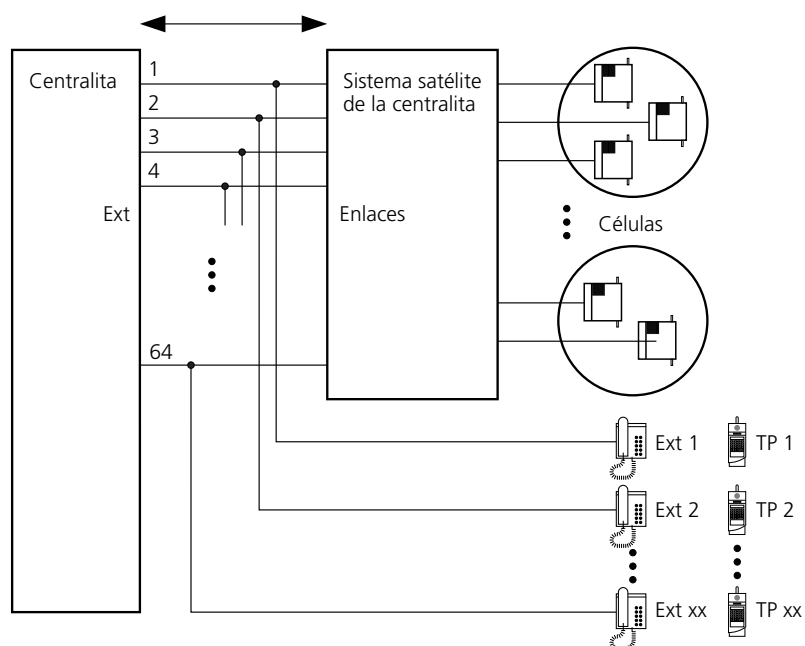 Centralita
1
2
3
4
Ext
64
Sistema satélite
de la centralita
Enlaces
Células
Ext 1
TP 1
Ext 2
TP 2
Ext xx
TP xx